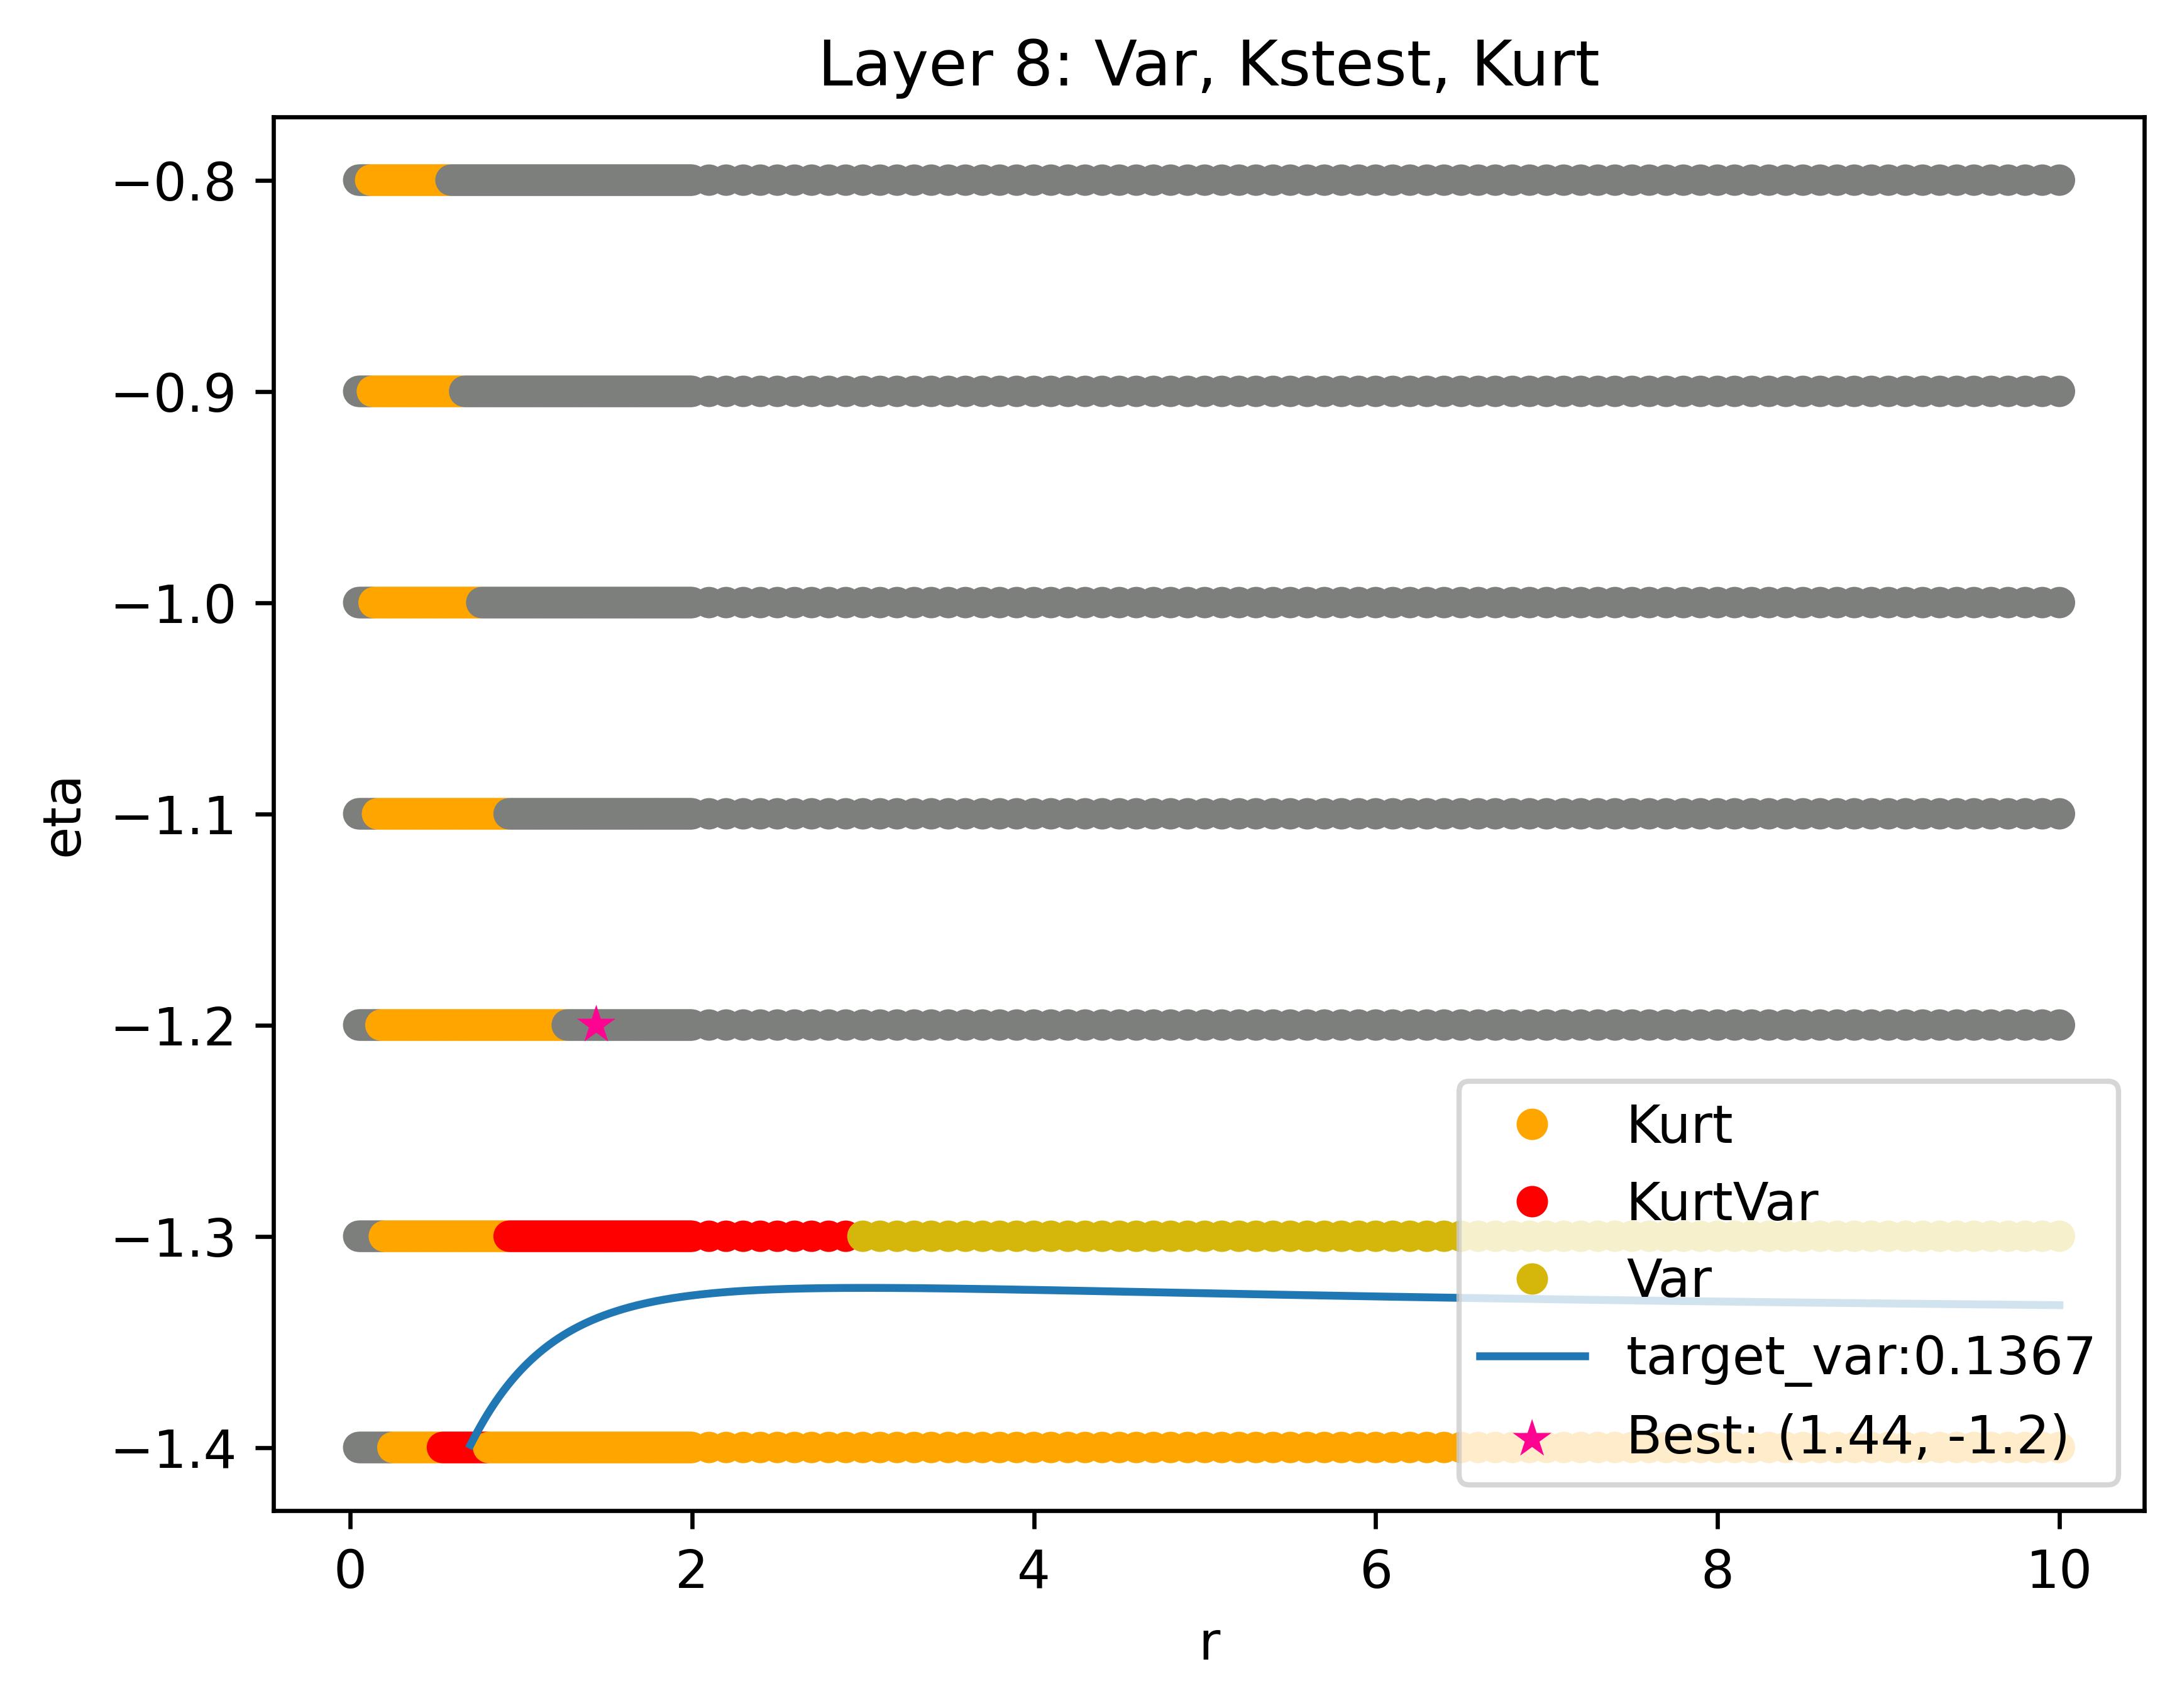 Layer 8: Var, Kstest, Kurt
−0.8
−0.9
−1.0
−1.1
−1.2
−1.3
−1.4
eta
Kurt
KurtVar
Var
target_var:0.1367
Best: (1.44, -1.2)
0 2 4 6 8 10
r